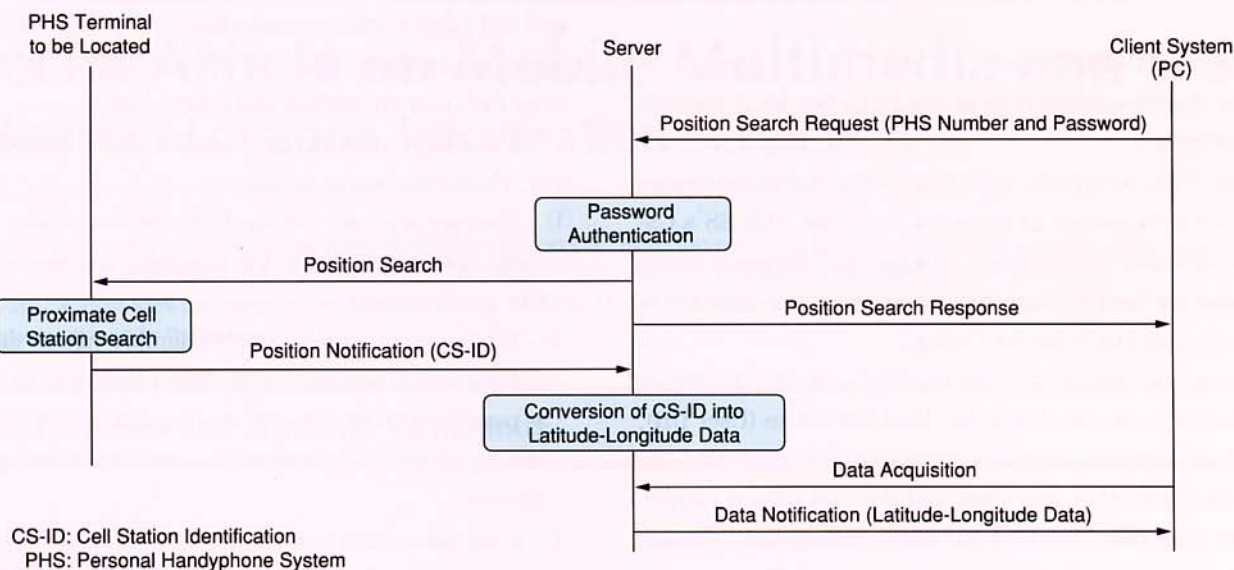 PHS Terminal
to be Located
Server
Client System
(PC)
Position Search Request (PHS Number and Password)
Password
Authentication
Position Search
Proximate Cell
Station Search
Position Search Response
Position Notification (CS-ID)
Conversion of CS-ID into
Latitude-Longitude Data
Data Acquisition
Data Notification (Latitude-Longitude Data)
CS-ID: Cell Station Identification
PHS: Personal Handyphone System